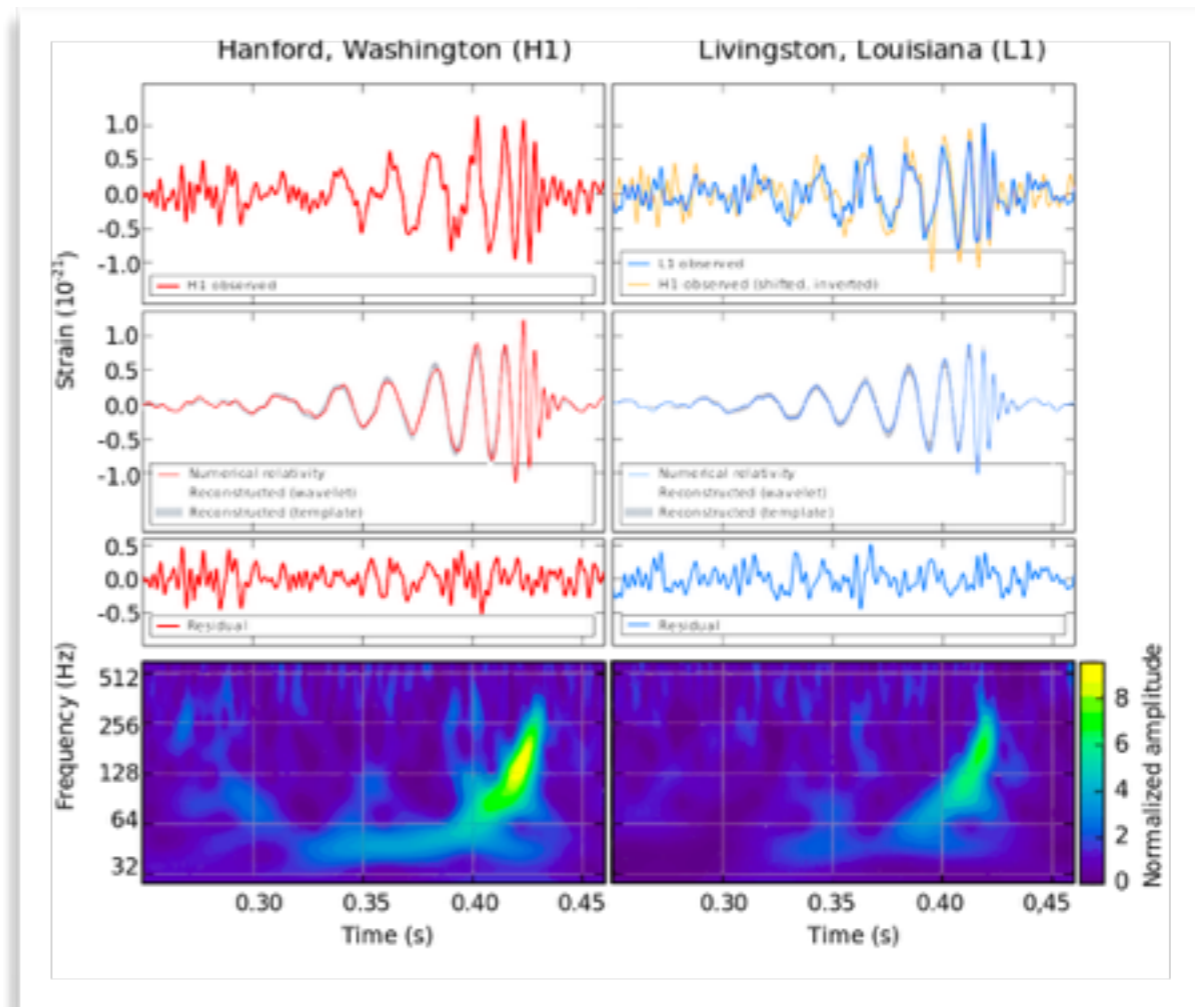 Hanford, Washington (H1)
Livingston, Louisiana (L1)
Strain (10⁻²¹)
1.0
0.5
0.0
-0.5
-1.0
H1 observed
L1 observed
H1 observed (shifted, inverted)
1.0
0.5
0.0
-0.5
-1.0
Numerical relativity
Reconstructed (wavelet)
Reconstructed (template)
Numerical relativity
Reconstructed (wavelet)
Reconstructed (template)
0.5
0.0
-0.5
Residual
Residual
Frequency (Hz)
512
256
128
64
32
8
6
4
2
0
Normalized amplitude
0.30 0.35 0.40 0.45
0.30 0.35 0.40 0,45
Time (s)
Time (s)